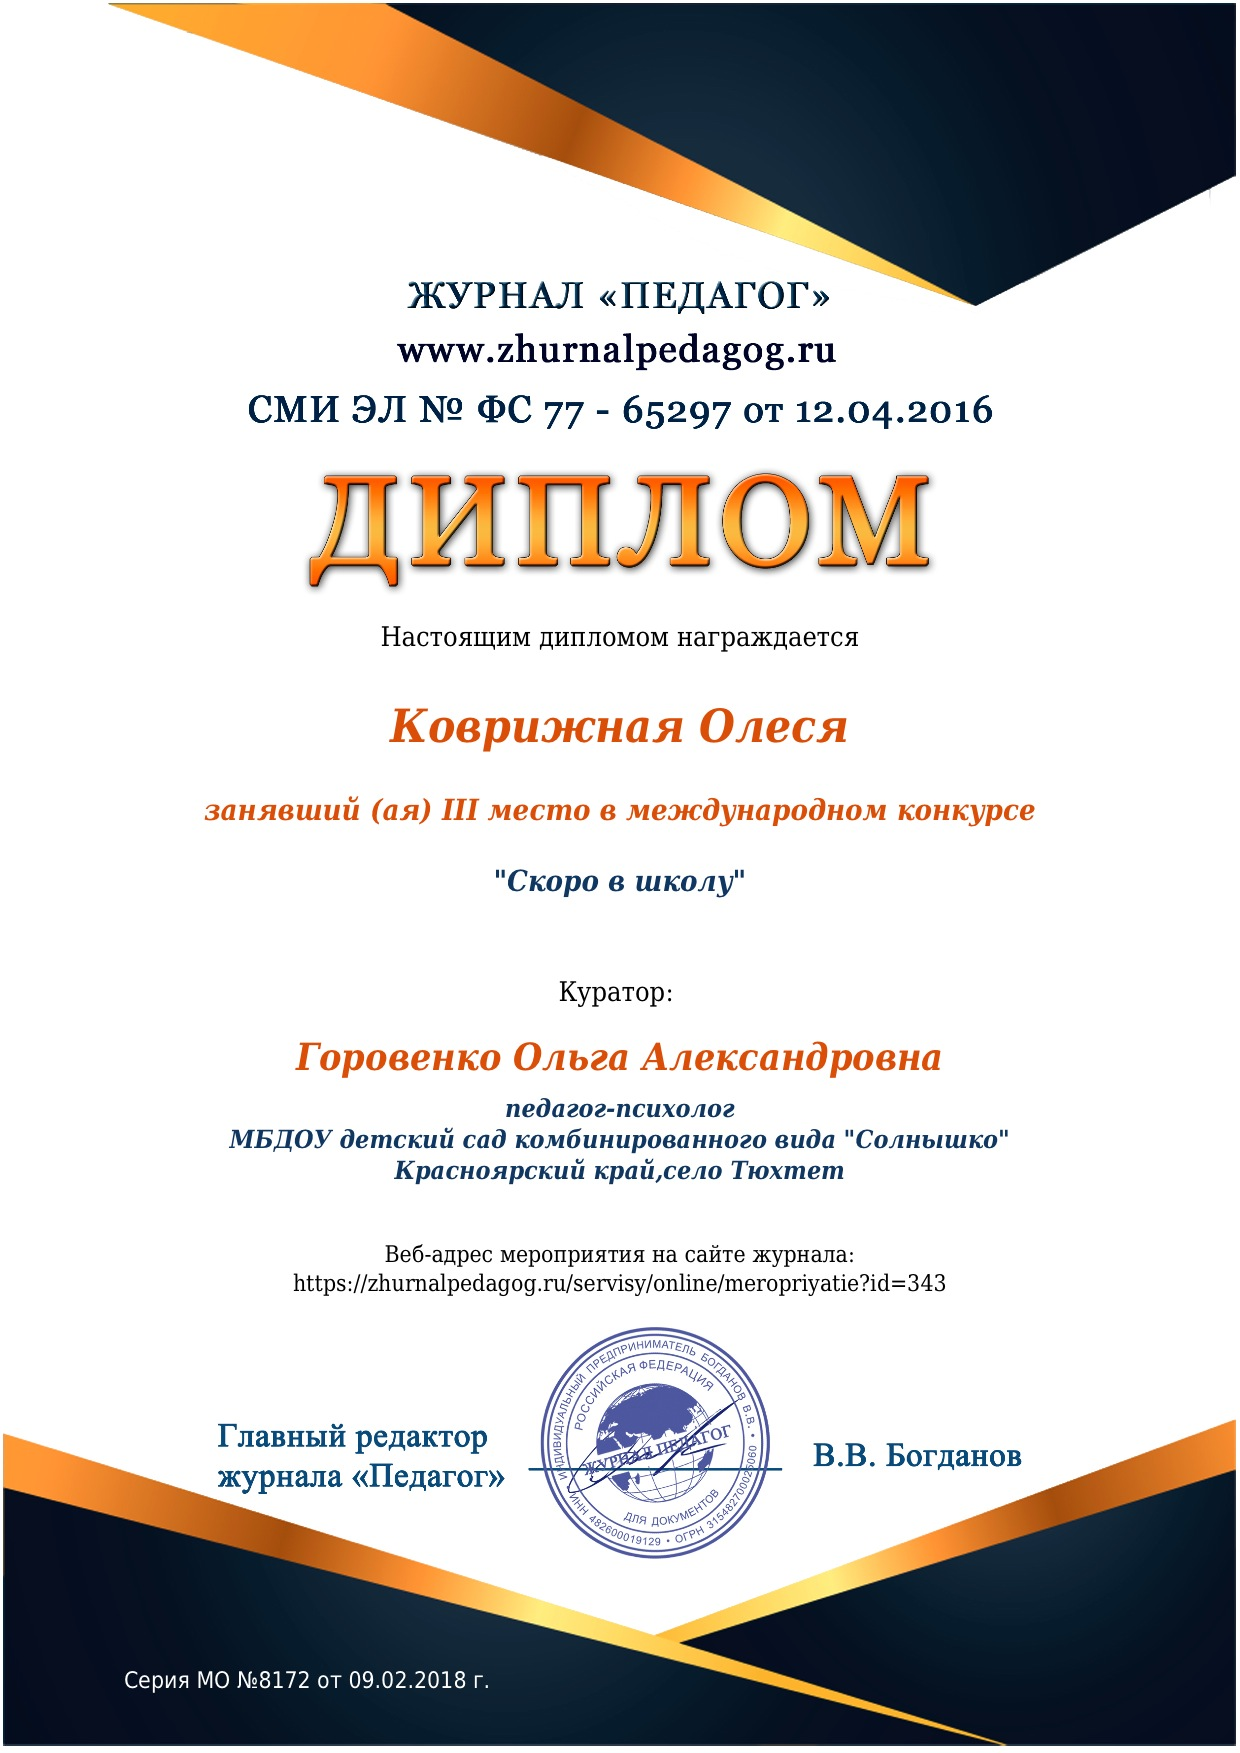 ЖУРНАЛ «ПЕДАГОГ»
www.zhurnalpedagog.ru
СМИ ЭЛ № ФС 77 - 65297 от 12.04.2016
ДИПЛОМ
Настоящим дипломом награждается
Коврижная Олеся
занявший (ая) III место в международном конкурсе
"Скоро в школу"
Куратор:
Горовенко Ольга Александровна
педагог-психолог
МБДОУ детский сад комбинированного вида "Солнышко"
Красноярский край,село Тюхтет
Веб-адрес мероприятия на сайте журнала:
https://zhurnalpedagog.ru/servisy/online/meropriyatie?id=343
Главный редактор
журнала «Педагог»
ИНДИВИДУАЛЬНЫЙ ПРЕДПРИНИМАТЕЛЬ БОГДАНОВ В.В. •
РОССИЙСКАЯ ФЕДЕРАЦИЯ
ЖУРНАЛ ПЕДАГОГ
ДЛЯ ДОКУМЕНТОВ
ИНН 482600019129 • ОГРН 315482700025060
В.В. Богданов
Серия МО №8172 от 09.02.2018 г.